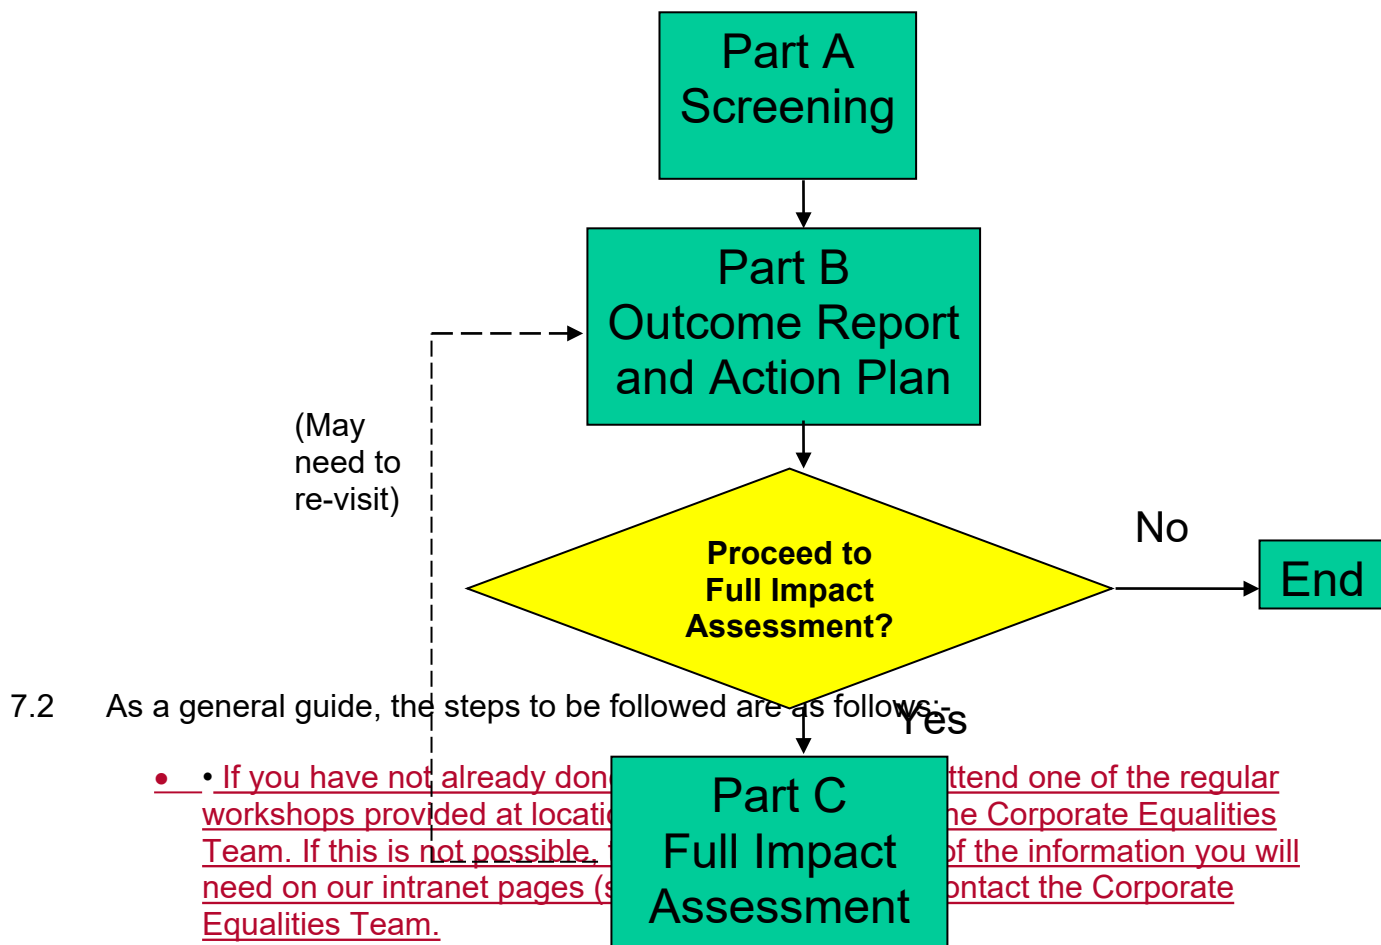 Part A
Screening
Part B
Outcome Report
and Action Plan
(May
need to
re-visit)
Proceed to
Full Impact
Assessment?
No
End
7.2 As a general guide, the steps to be followed are as follows:-
Yes
• • If you have not already ttend one of the regular
workshops provided at Corporate Equalities
Team. If this is not possible, of the information you will
need on our intranet pages ontact the Corporate
Equalities Team.
Part C
Full Impact
Assessment